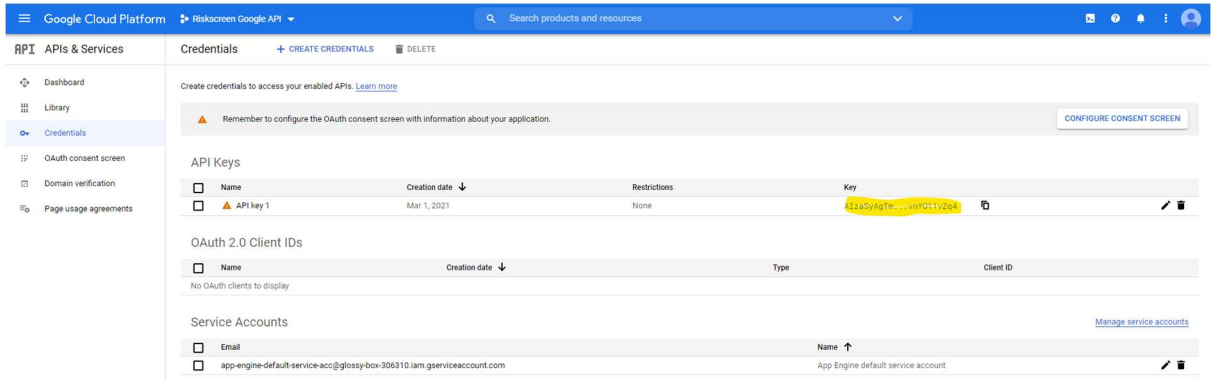 Google Cloud Platform Riskscreen Google API Search products and resources
API APIs & Services Credentials + CREATE CREDENTIALS DELETE
Dashboard
Create credentials to access your enabled APIs. Learn more
Library
Remember to configure the OAuth consent screen with information about your application. CONFIGURE CONSENT SCREEN
Credentials
OAuth consent screen
Domain verification
Page usage agreements
API Keys
Name Creation date Restrictions Key
API key 1 Mar 1, 2021 None AIzaSyAgTm...vnYO11vZq4
OAuth 2.0 Client IDs
Name Creation date Type Client ID
No OAuth clients to display
Service Accounts Manage service accounts
Email Name
app-engine-default-service-acc@glossy-box-306310.iam.gserviceaccount.com App Engine default service account